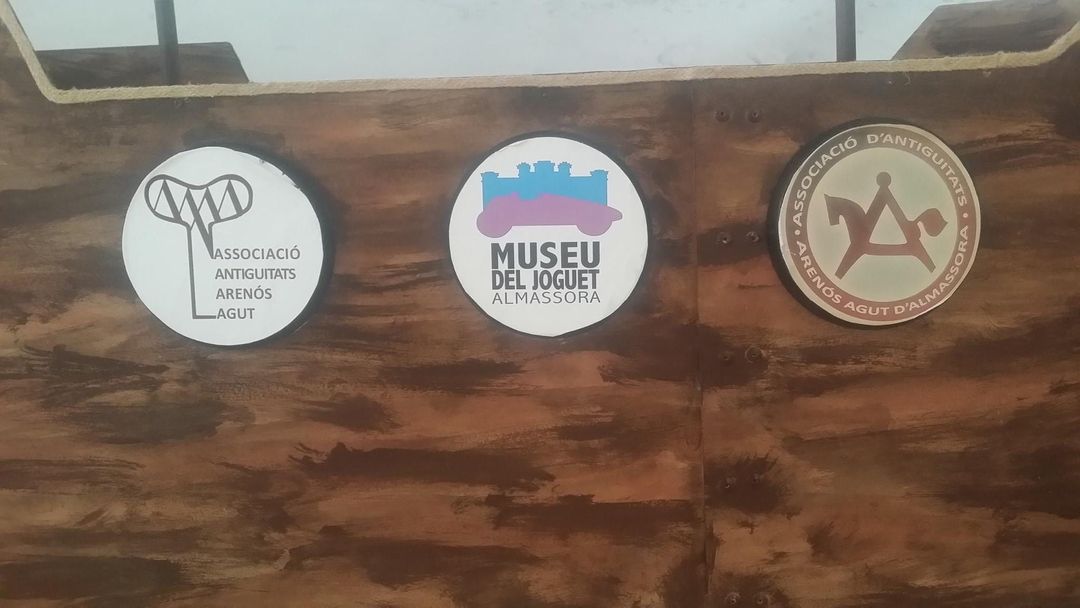 ASSOCIACIÓ
ANTIGUITATS
ARENÓS
AGUT
MUSEU
DEL JOGUET
ALMASSORA
• ASSOCIACIÓ D'ANTIGUITATS •
ARENÓS AGUT D'ALMASSORA